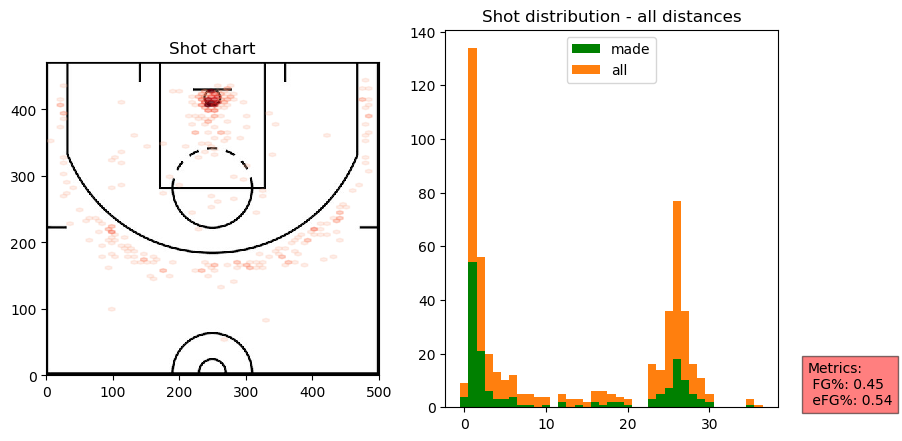 Shot chart
400
300
200
100
0
0 100 200 300 400 500
Shot distribution - all distances
made
all
140
120
100
80
60
40
20
0
0 10 20 30
Metrics:
FG%: 0.45
eFG%: 0.54